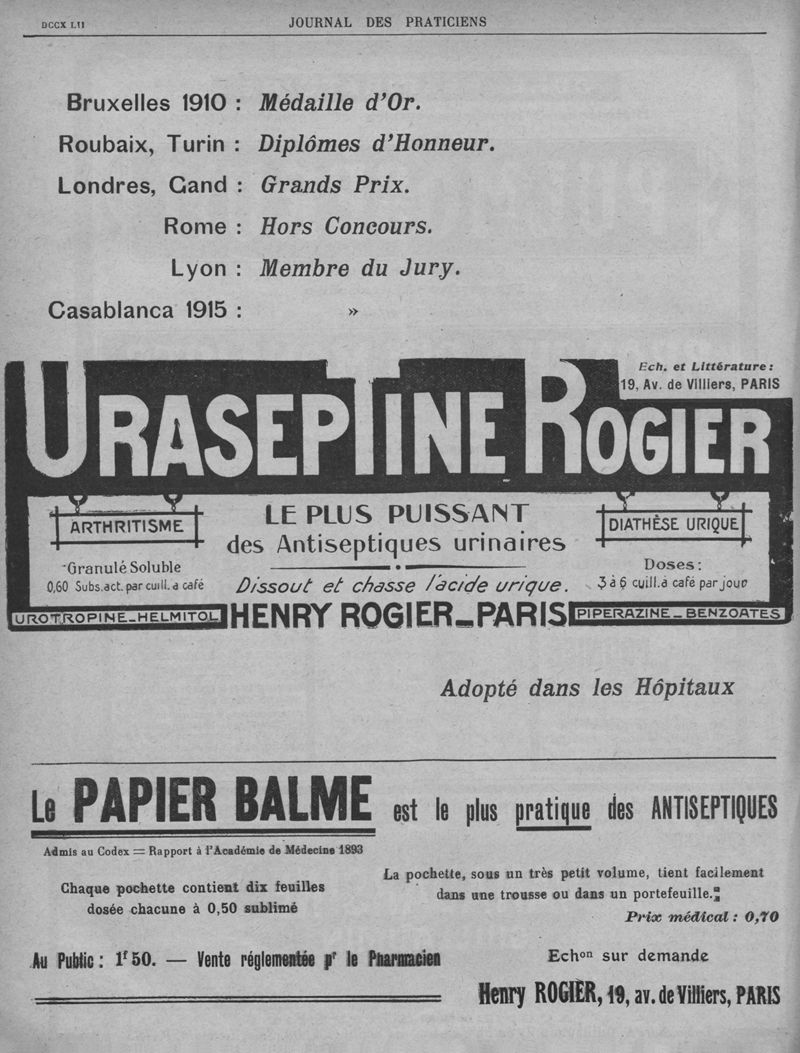 DCCX LII
JOURNAL DES PRATICIENS
Bruxelles 1910 : Médaille d'Or.
Roubaix, Turin : Diplômes d'Honneur.
Londres, Gand : Grands Prix.
Rome : Hors Concours.
Lyon : Membre du Jury.
Casablanca 1915 : »
Ech. et Littérature :
19, Av. de Villiers, PARIS
URASEPTINE ROGIER
ARTHRITISME
Granulé Soluble
0,60 Subs. act. par cuill. à café
LE PLUS PUISSANT
des Antiseptiques urinaires
Dissout et chasse l'acide urique.
DIATHÈSE URIQUE
Doses :
3 à 6 cuill. à café par jour
UROTROPINE_HELMITOL
HENRY ROGIER_PARIS
PIPERAZINE_BENZOATES
Adopté dans les Hôpitaux
Le PAPIER BALME est le plus pratique des ANTISEPTIQUES
Admis au Codex = Rapport à l'Académie de Médecine 1893
Chaque pochette contient dix feuilles
dosée chacune à 0,50 sublimé
La pochette, sous un très petit volume, tient facilement
dans une trousse ou dans un portefeuille.
Prix médical : 0,70
Au Public : 1f 50. — Vente réglementée pr le Pharmacien
Echon sur demande
Henry ROGIER, 19, av. de Villiers, PARIS